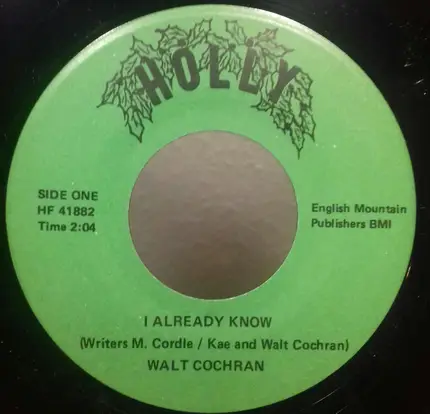 HOLLY
SIDE ONE
HF 41882
Time 2:04
English Mountain
Publishers BMI
I ALREADY KNOW
(Writers M. Cordle / Kae and Walt Cochran)
WALT COCHRAN